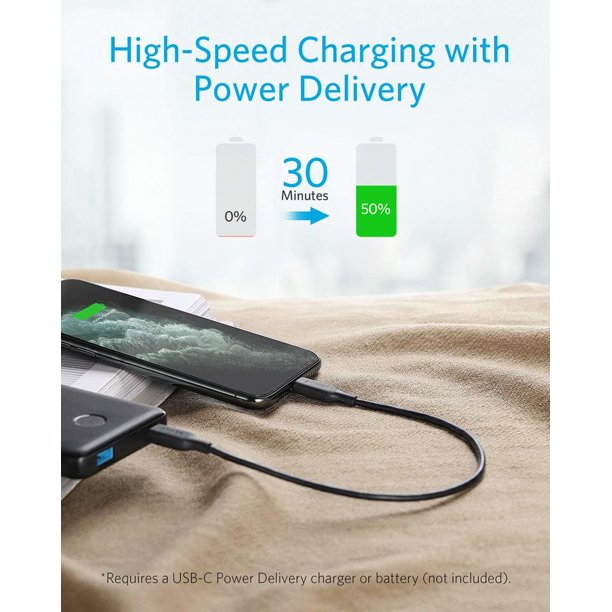 High-Speed Charging with
Power Delivery
0%
30
Minutes
50%
*Requires a USB-C Power Delivery charger or battery (not included).